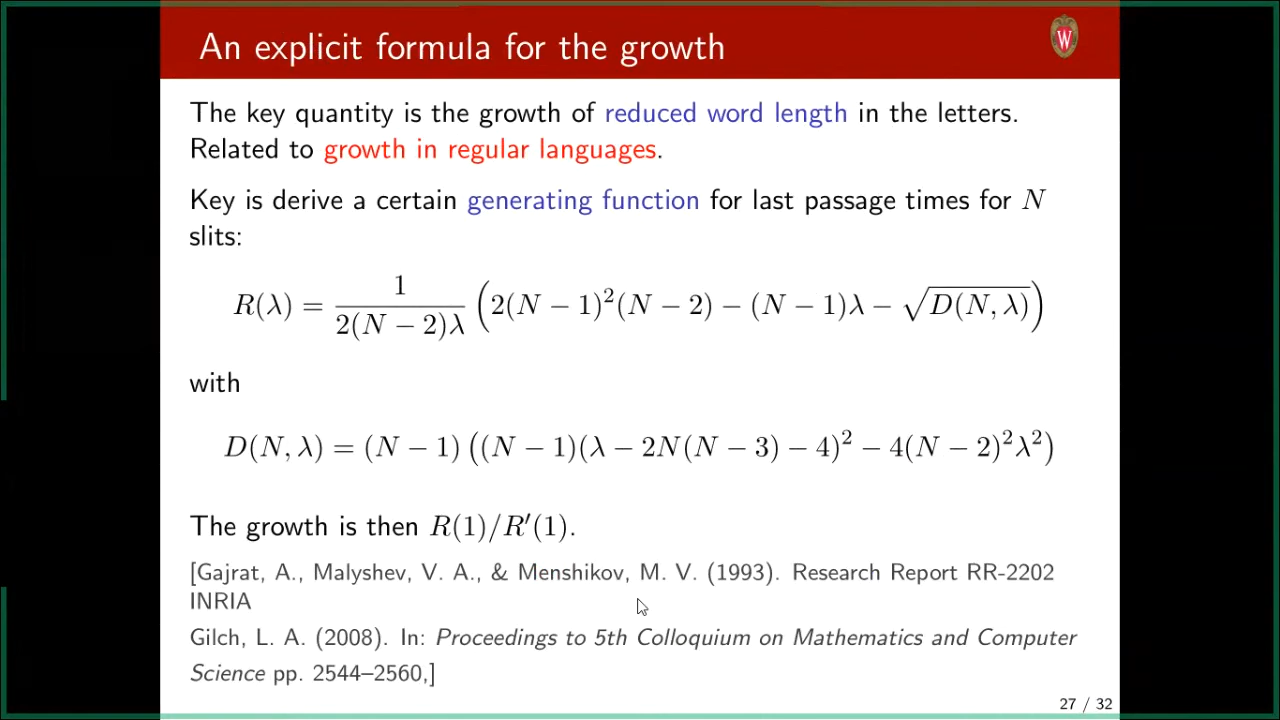 An explicit formula for the growth
W
The key quantity is the growth of reduced word length in the letters.
Related to growth in regular languages.
Key is derive a certain generating function for last passage times for N
slits:
R(λ) = 1/(2(N − 2)λ) (2(N − 1)²(N − 2) − (N − 1)λ − √D(N, λ))
with
D(N, λ) = (N − 1) ((N − 1)(λ − 2N(N − 3) − 4)² − 4(N − 2)²λ²)
The growth is then R(1)/R′(1).
[Gajrat, A., Malyshev, V. A., & Menshikov, M. V. (1993). Research Report RR-2202
INRIA
Gilch, L. A. (2008). In: Proceedings to 5th Colloquium on Mathematics and Computer
Science pp. 2544–2560,]
27 / 32